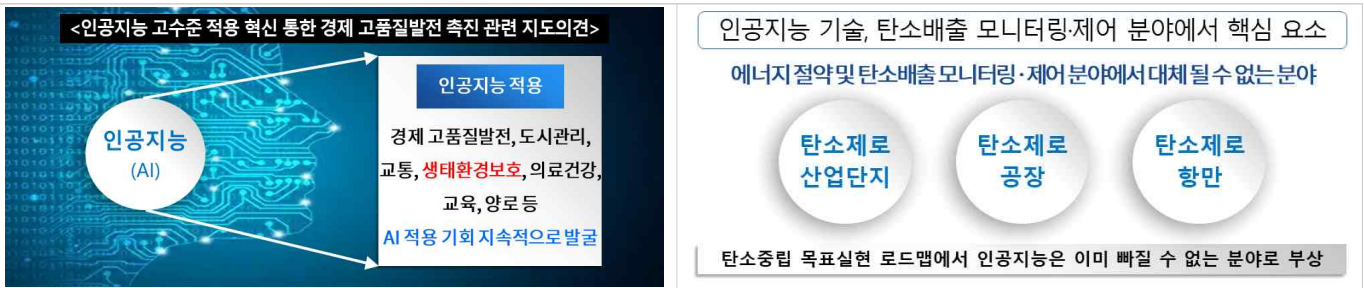 <인공지능 고수준 적용 혁신 통한 경제 고품질발전 촉진 관련 지도의견>
인공지능
(AI)
인공지능 적용
경제 고품질발전, 도시관리,
교통, 생태환경보호, 의료건강,
교육, 양로 등
AI 적용 기회 지속적으로 발굴
인공지능 기술, 탄소배출 모니터링·제어 분야에서 핵심 요소
에너지 절약 및 탄소배출 모니터링·제어 분야에서 대체 될 수 없는 분야
탄소제로
산업단지
탄소제로
공장
탄소제로
항만
탄소중립 목표실현 로드맵에서 인공지능은 이미 빠질 수 없는 분야로 부상